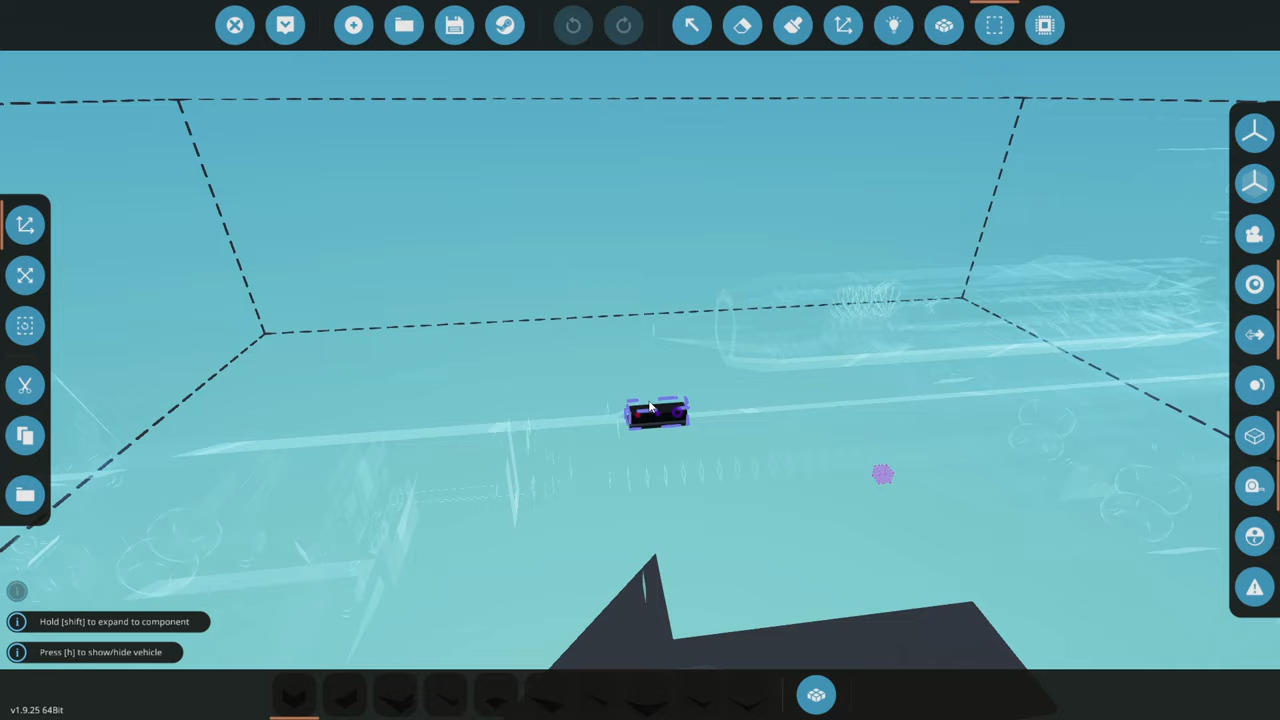 Hold [shift] to expand to component
Press [h] to show/hide vehicle
v1.9.25 64Bit